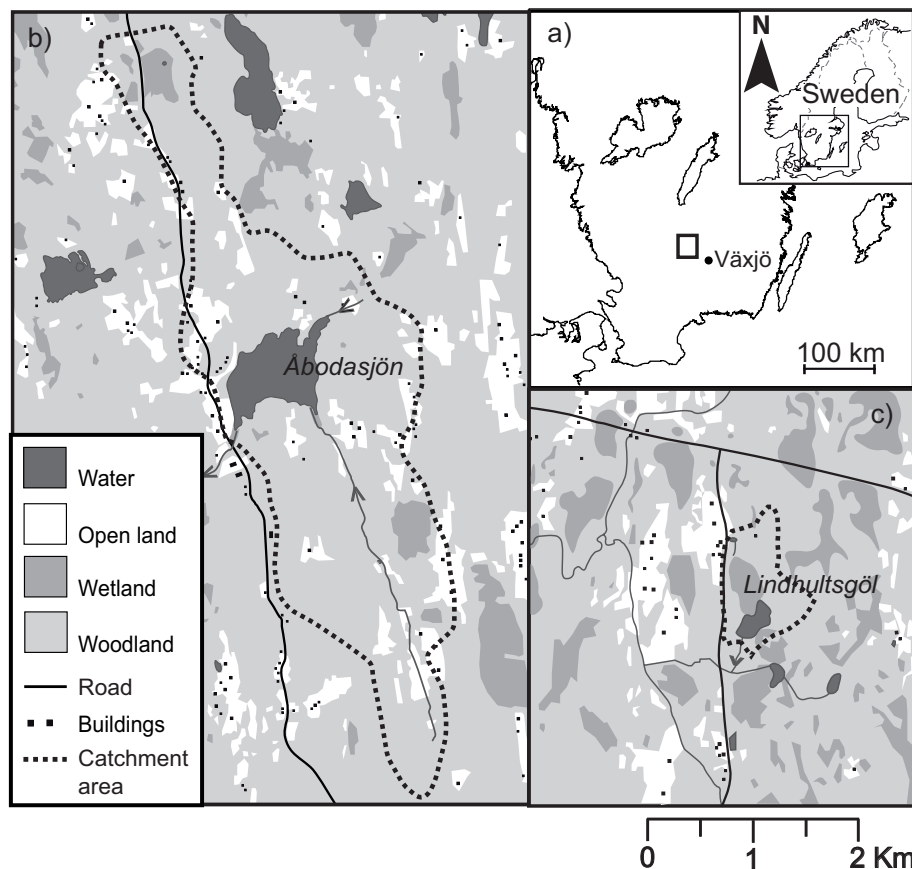 b)
Åbodasjön
Water
Open land
Wetland
Woodland
Road
Buildings
Catchment
area
a)
N
Sweden
Växjö
100 km
c)
Lindhultsgöl
0 1 2 Km